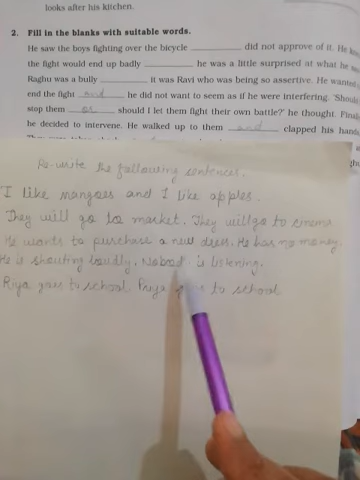 looks after his kitchen.
2. Fill in the blanks with suitable words.
He saw the boys fighting over the bicycle ________ did not approve of it. He
the fight would end up badly ________ he was a little surprised at what he
Raghu was a bully ________ it was Ravi who was being so assertive. He wanted
end the fight and he did not want to seem as if he were interfering. 'Should
stop them or should I let them fight their own battle?' he thought. Finally
he decided to intervene. He walked up to them and clapped his hands
Re-write the following sentences.
I like mangoes and I like apples.
They will go to market. They will go to cinema
He wants to purchase a new dress. He has no money.
He is shouting loudly. Nobody is listening.
Riya goes to school Priya goes to school